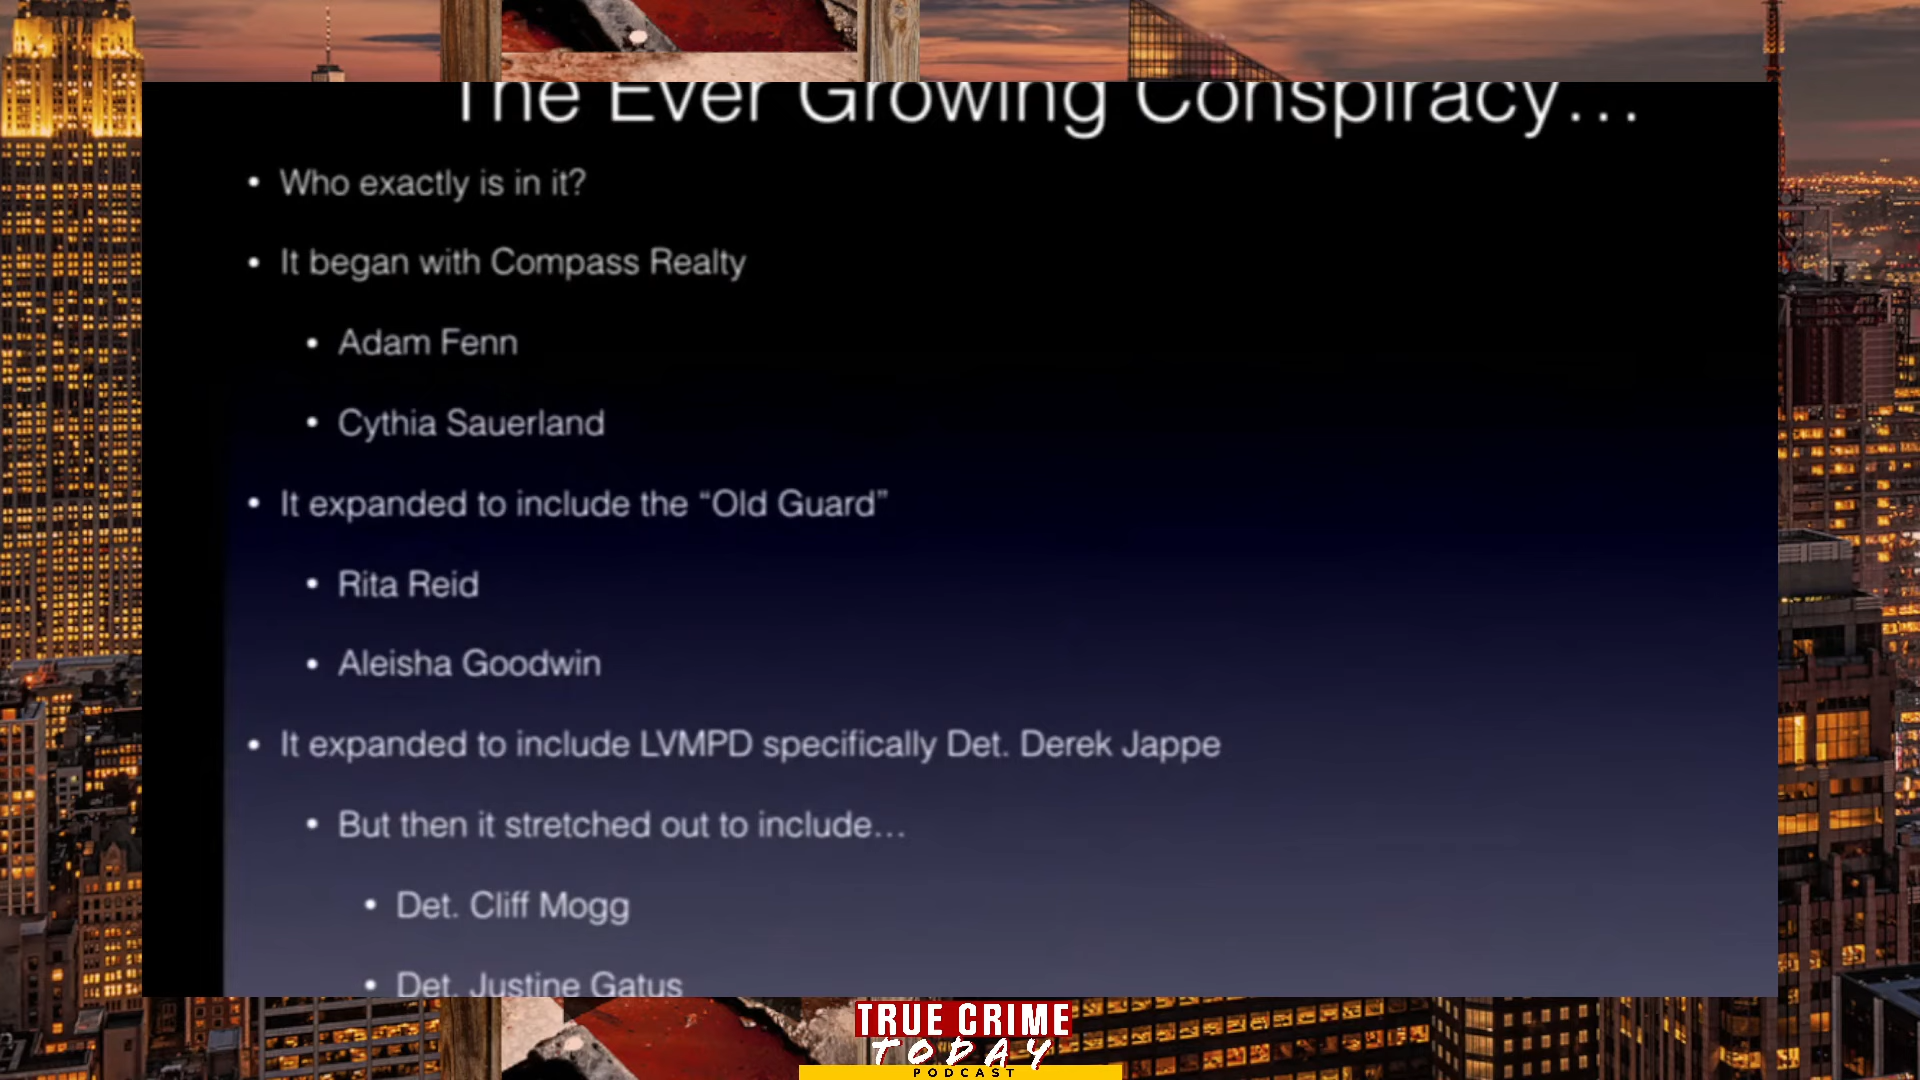 The Ever Growing Conspiracy…
• Who exactly is in it?
• It began with Compass Realty
• Adam Fenn
• Cythia Sauerland
• It expanded to include the “Old Guard”
• Rita Reid
• Aleisha Goodwin
• It expanded to include LVMPD specifically Det. Derek Jappe
• But then it stretched out to include…
• Det. Cliff Mogg
• Det. Justine Gatus
TRUE CRIME
TODAY
PODCAST